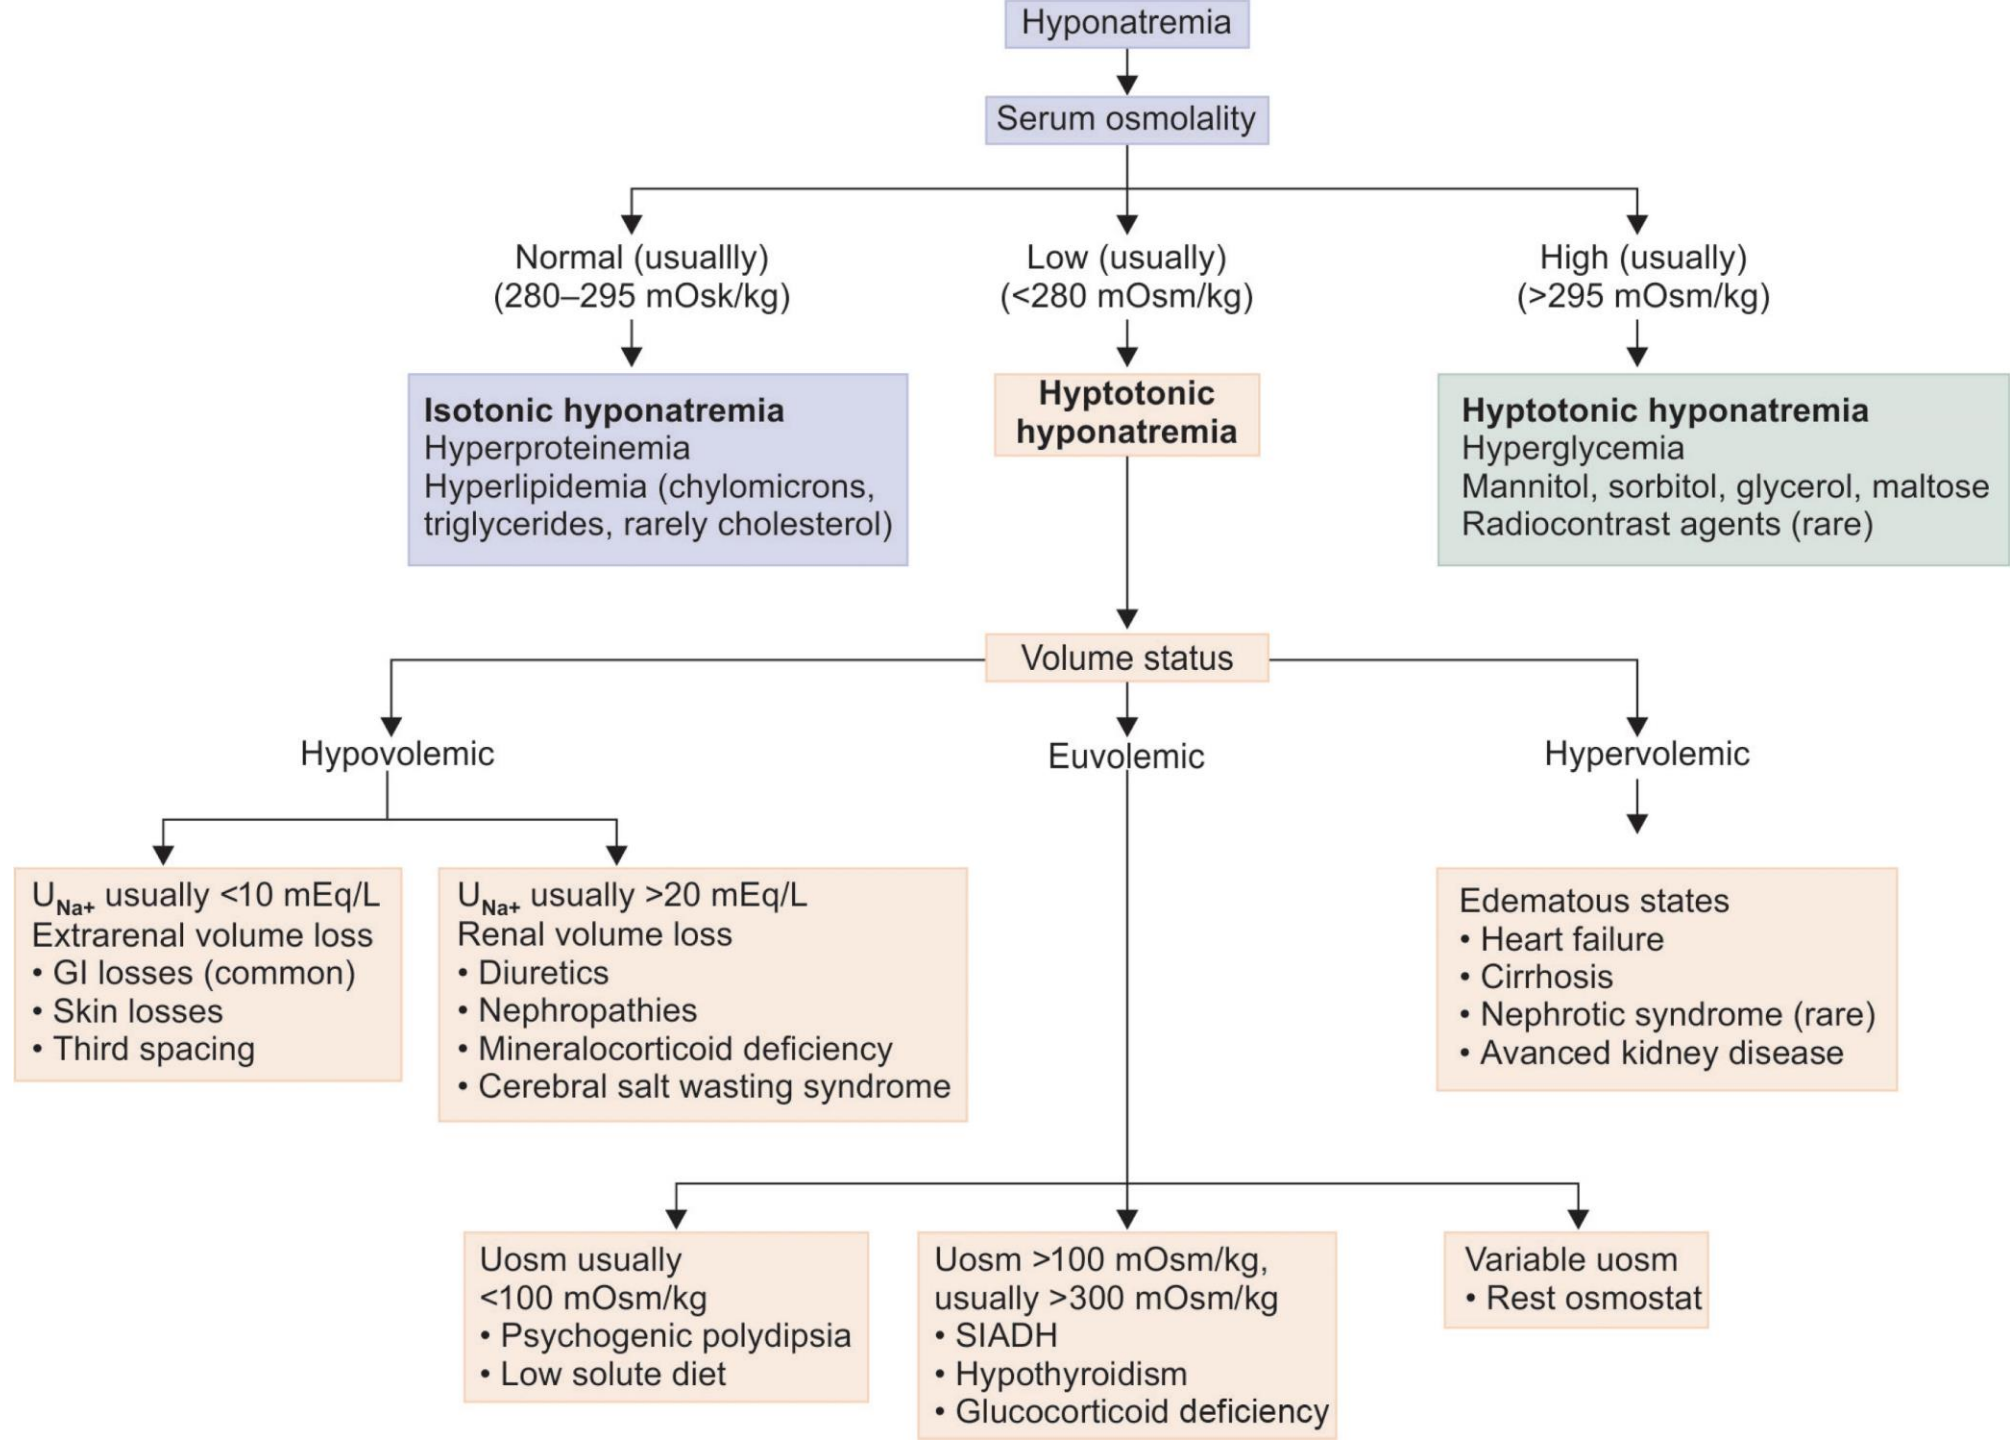 Hyponatremia
Serum osmolality
Normal (usuallly)
(280–295 mOsk/kg)
Low (usually)
(<280 mOsm/kg)
High (usually)
(>295 mOsm/kg)
Isotonic hyponatremia
Hyperproteinemia
Hyperlipidemia (chylomicrons,
triglycerides, rarely cholesterol)
Hyptotonic
hyponatremia
Hyptotonic hyponatremia
Hyperglycemia
Mannitol, sorbitol, glycerol, maltose
Radiocontrast agents (rare)
Volume status
Hypovolemic
Euvolemic
Hypervolemic
UNa+ usually <10 mEq/L
Extrarenal volume loss
• GI losses (common)
• Skin losses
• Third spacing
UNa+ usually >20 mEq/L
Renal volume loss
• Diuretics
• Nephropathies
• Mineralocorticoid deficiency
• Cerebral salt wasting syndrome
Edematous states
• Heart failure
• Cirrhosis
• Nephrotic syndrome (rare)
• Avanced kidney disease
Uosm usually
<100 mOsm/kg
• Psychogenic polydipsia
• Low solute diet
Uosm >100 mOsm/kg,
usually >300 mOsm/kg
• SIADH
• Hypothyroidism
• Glucocorticoid deficiency
Variable uosm
• Rest osmostat